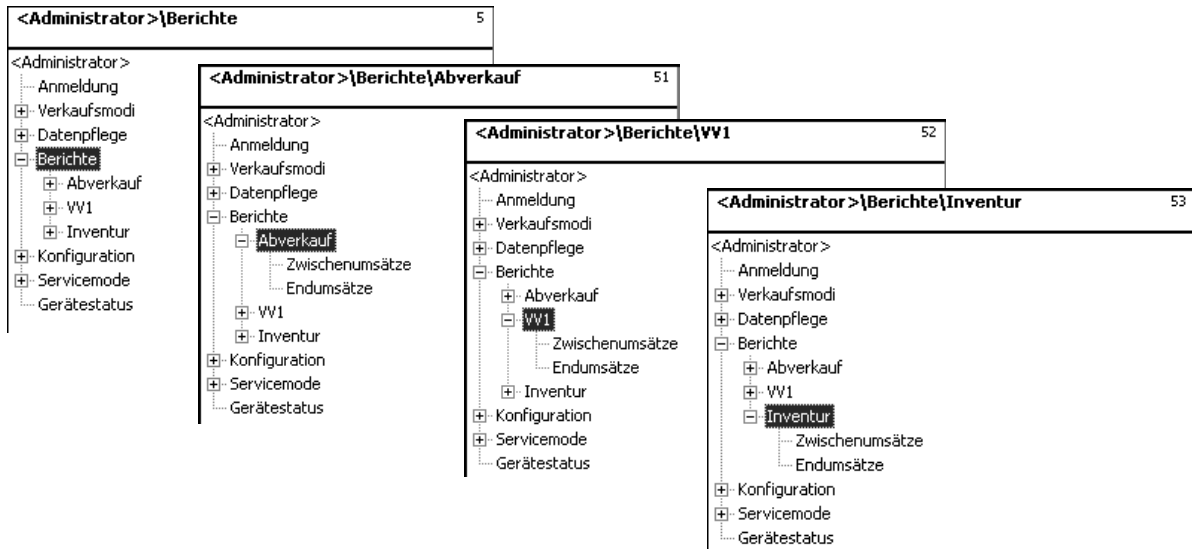 <Administrator>\Berichte 5
<Administrator>
Anmeldung
Verkaufsmodi
Datenpflege
Berichte
Abverkauf
VV1
Inventur
Konfiguration
Servicemode
Gerätestatus
<Administrator>\Berichte\Abverkauf 51
<Administrator>
Anmeldung
Verkaufsmodi
Datenpflege
Berichte
Abverkauf
Zwischenumsätze
Endumsätze
VV1
Inventur
Konfiguration
Servicemode
Gerätestatus
<Administrator>\Berichte\VV1 52
<Administrator>
Anmeldung
Verkaufsmodi
Datenpflege
Berichte
Abverkauf
VV1
Zwischenumsätze
Endumsätze
Inventur
Konfiguration
Servicemode
Gerätestatus
<Administrator>\Berichte\Inventur 53
<Administrator>
Anmeldung
Verkaufsmodi
Datenpflege
Berichte
Abverkauf
VV1
Inventur
Zwischenumsätze
Endumsätze
Konfiguration
Servicemode
Gerätestatus